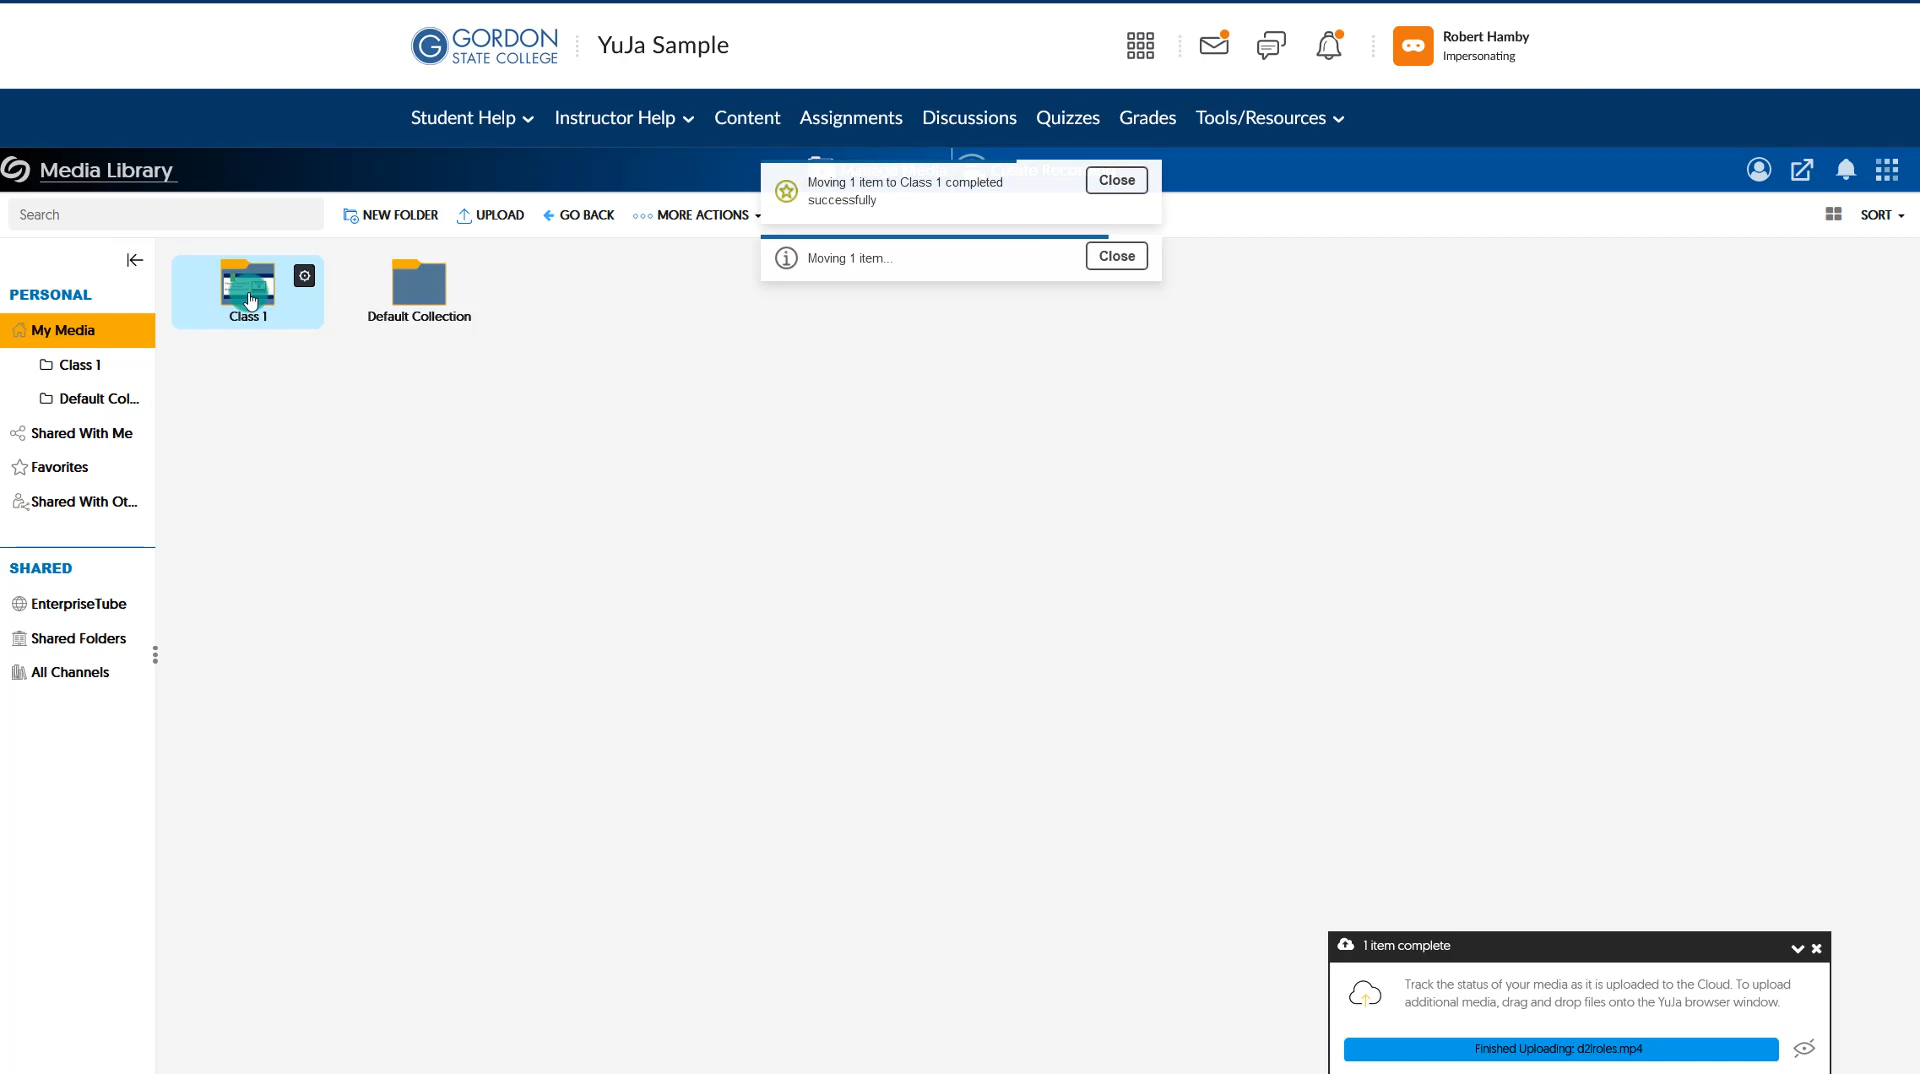 GORDON
STATE COLLEGE
YuJa Sample
Robert Hamby
Impersonating
Student Help
Instructor Help
Content
Assignments
Discussions
Quizzes
Grades
Tools/Resources
Media Library
Moving 1 item to Class 1 completed
successfully
Close
Moving 1 item...
Close
Search
NEW FOLDER
UPLOAD
GO BACK
MORE ACTIONS
SORT
PERSONAL
My Media
Class 1
Default Col...
Shared With Me
Favorites
Shared With Ot...
SHARED
EnterpriseTube
Shared Folders
All Channels
Class 1
Default Collection
1 item complete
Track the status of your media as it is uploaded to the Cloud. To upload
additional media, drag and drop files onto the YuJa browser window.
Finished Uploading: d2lroles.mp4